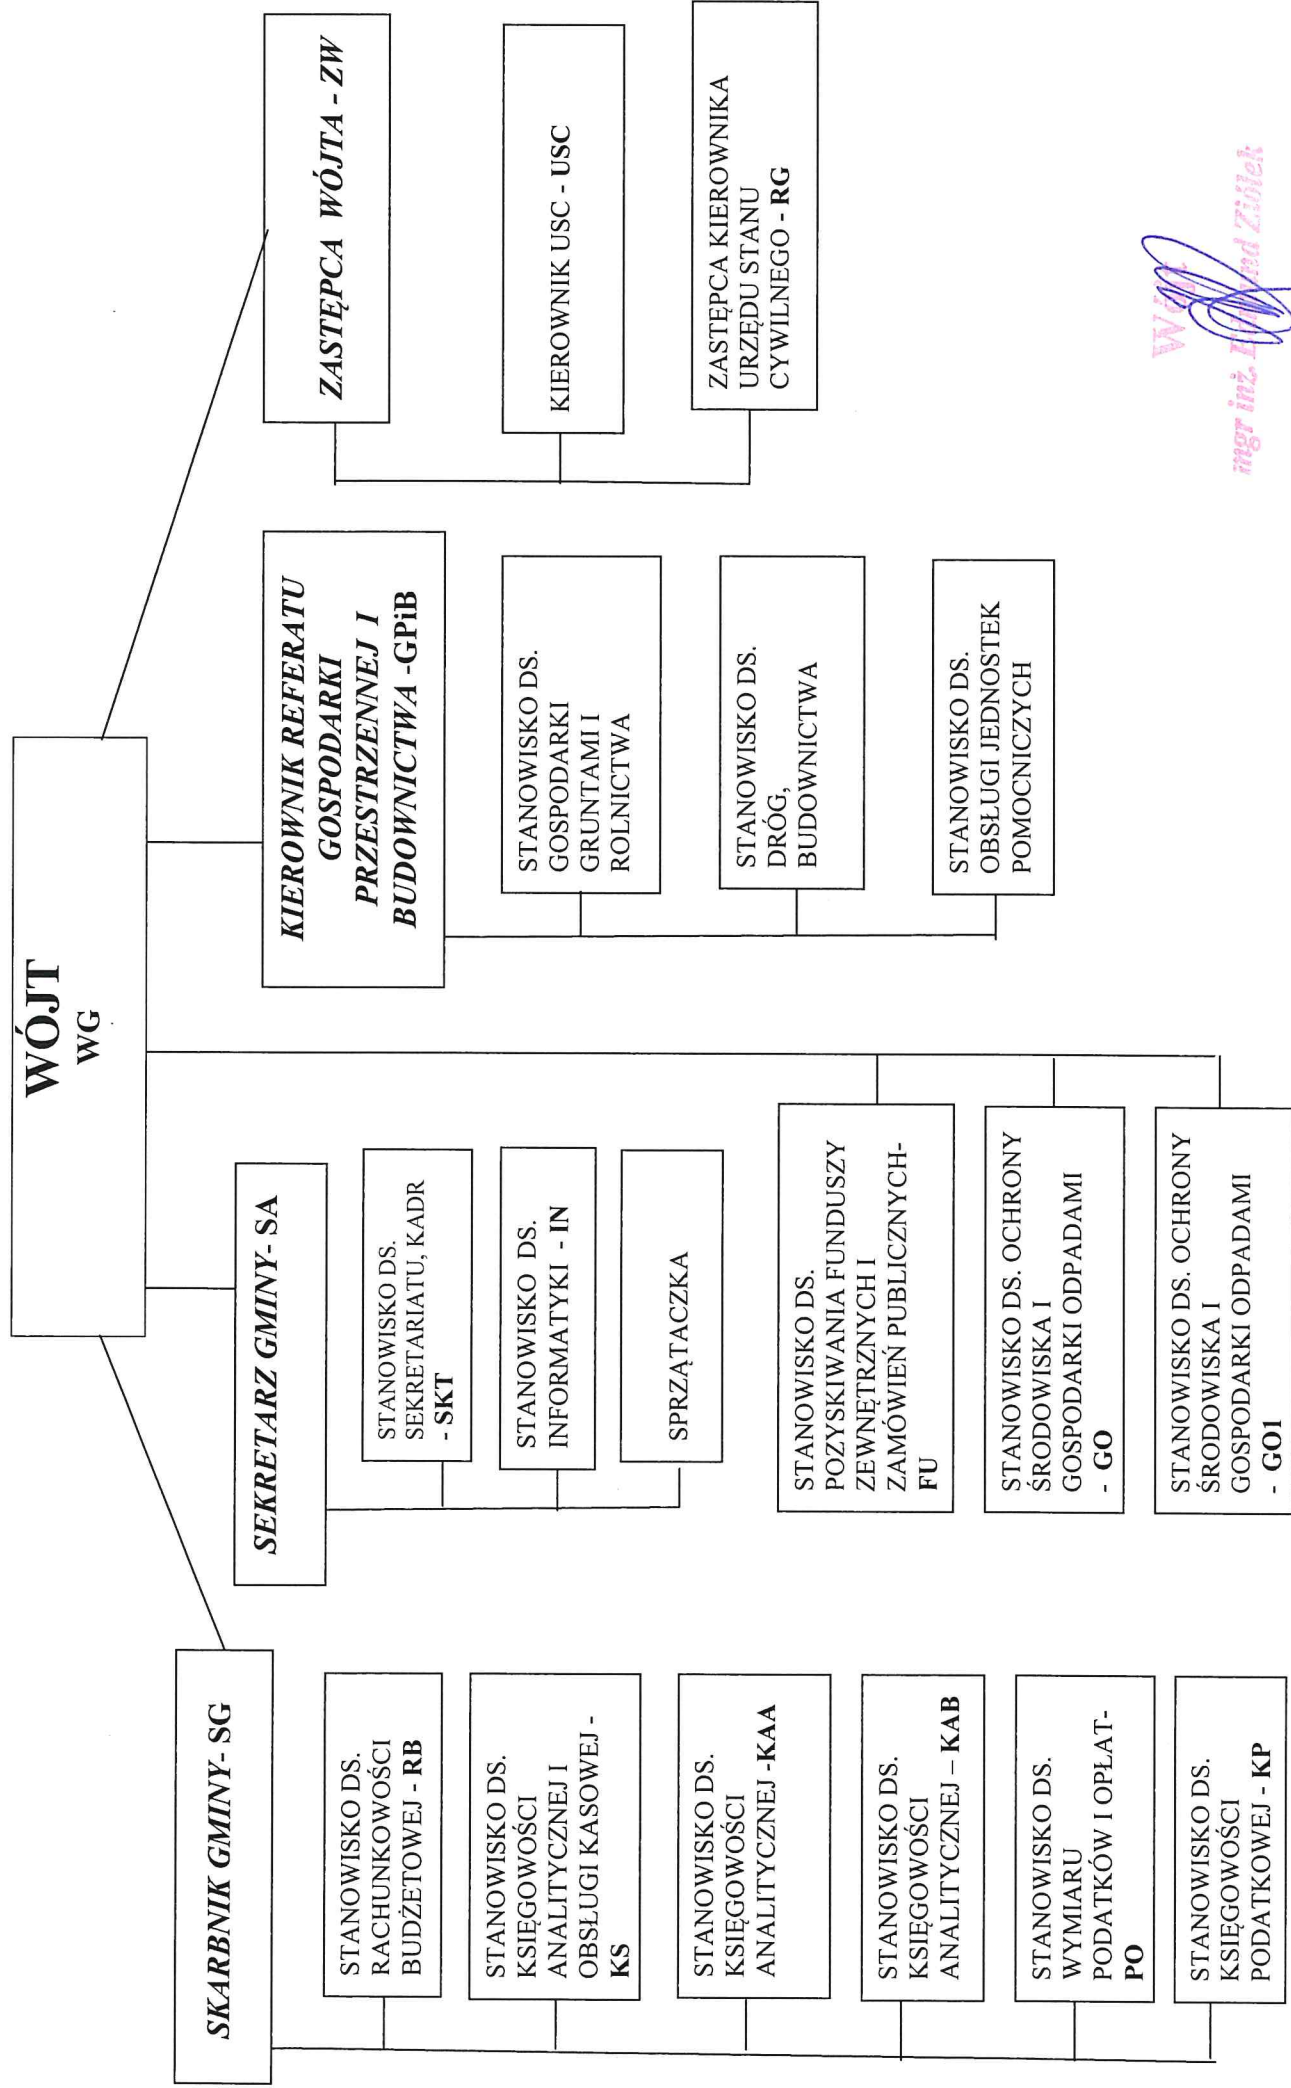 WÓJT
WG
SKARBNIK GMINY- SG
STANOWISKO DS.
RACHUNKOWOŚCI
BUDŻETOWEJ - RB
STANOWISKO DS.
KSIĘGOWOŚCI
ANALITYCZNEJ I
OBSŁUGI KASOWEJ -
KS
STANOWISKO DS.
KSIĘGOWOŚCI
ANALITYCZNEJ -KAA
STANOWISKO DS.
KSIĘGOWOŚCI
ANALITYCZNEJ – KAB
STANOWISKO DS.
WYMIARU
PODATKÓW I OPŁAT-
PO
STANOWISKO DS.
KSIĘGOWOŚCI
PODATKOWEJ - KP
SEKRETARZ GMINY- SA
STANOWISKO DS.
SEKRETARIATU, KADR
- SKT
STANOWISKO DS.
INFORMATYKI - IN
SPRZĄTACZKA
STANOWISKO DS.
POZYSKIWANIA FUNDUSZY
ZEWNĘTRZNYCH I
ZAMÓWIEŃ PUBLICZNYCH-
FU
STANOWISKO DS. OCHRONY
ŚRODOWISKA I
GOSPODARKI ODPADAMI
- GO
STANOWISKO DS. OCHRONY
ŚRODOWISKA I
GOSPODARKI ODPADAMI
- GO1
KIEROWNIK REFERATU
GOSPODARKI
PRZESTRZENNEJ I
BUDOWNICTWA -GPiB
STANOWISKO DS.
GOSPODARKI
GRUNTAMI I
ROLNICTWA
STANOWISKO DS.
DRÓG,
BUDOWNICTWA
STANOWISKO DS.
OBSŁUGI JEDNOSTEK
POMOCNICZYCH
ZASTĘPCA WÓJTA - ZW
KIEROWNIK USC - USC
ZASTĘPCA KIEROWNIKA
URZĘDU STANU
CYWILNEGO - RG
Wójt
mgr inż. Edmund Ziółek